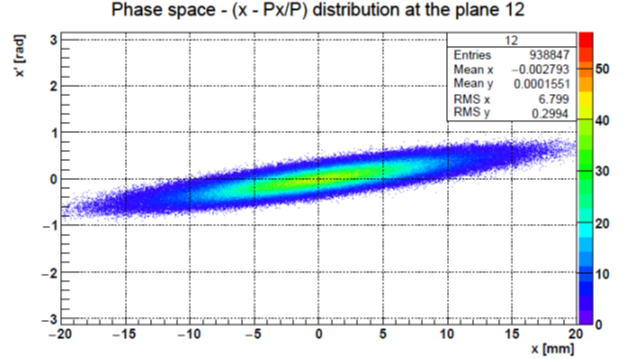 Phase space - (x - Px/P) distribution at the plane 12
x' [rad]
3
2
1
0
−1
−2
−3
−20
−15
−10
−5
0
5
10
15
20
x [mm]
12
Entries 938847
Mean x −0.002793
Mean y 0.0001551
RMS x 6.799
RMS y 0.2994
50
40
30
20
10
0